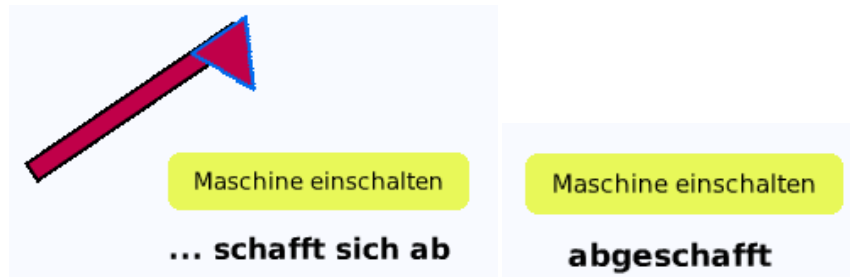 Maschine einschalten
... schafft sich ab
Maschine einschalten
abgeschafft